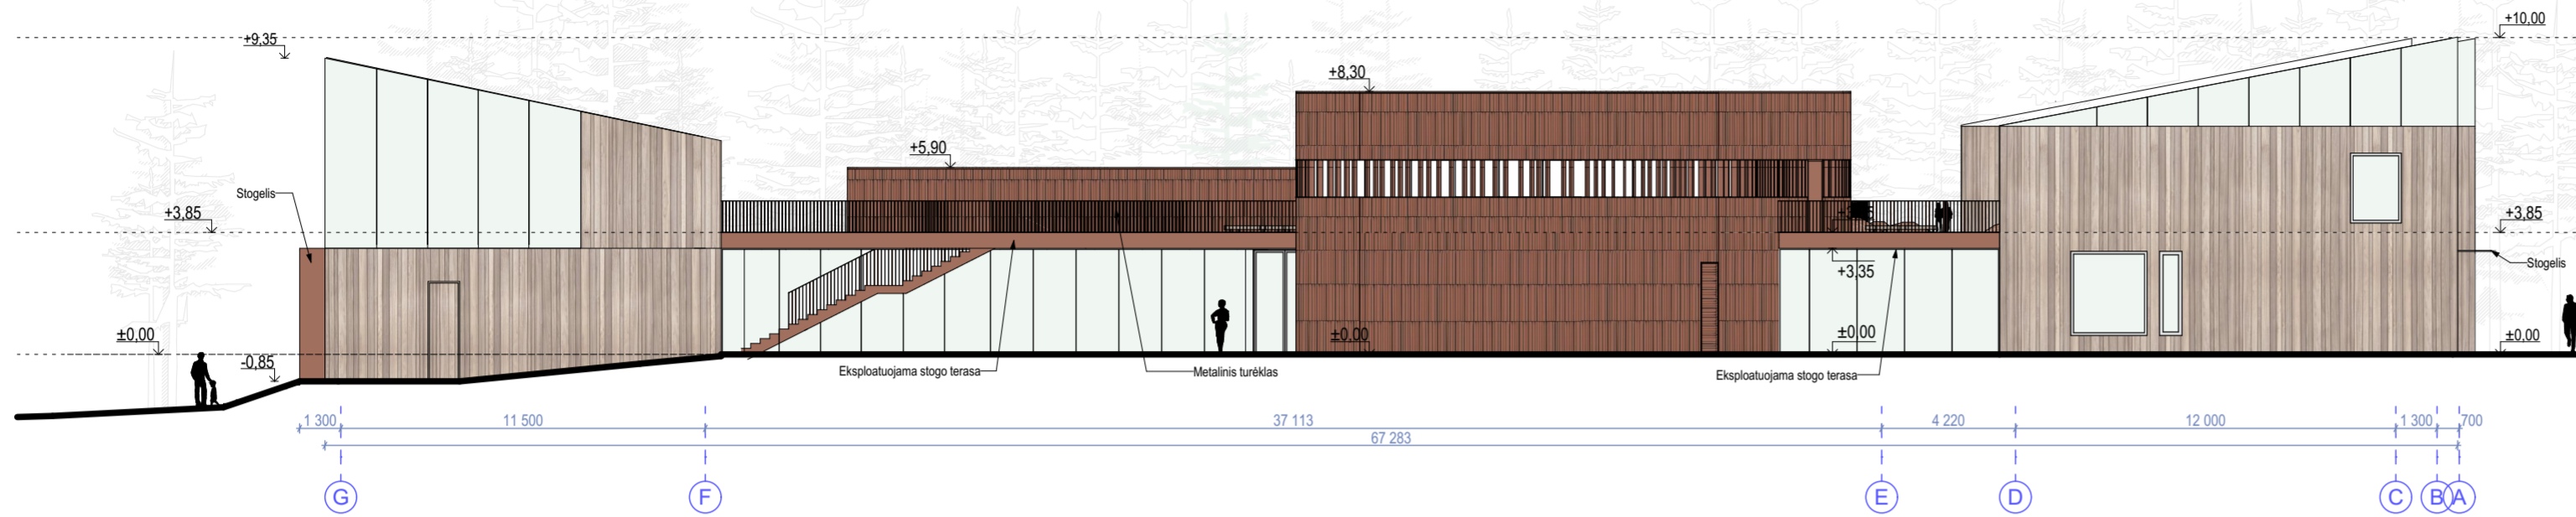 +9,35
+10,00
+8,30
+5,90
Stogelis
+3,85
+3,85
Stogelis
+3,35
±0,00
±0,00
±0,00
±0,00
-0,85
Eksploatuojama stogo terasa
Metalinis turėklas
Eksploatuojama stogo terasa
1 300
11 500
37 113
4 220
12 000
1 300
700
67 283
G
F
E
D
C
B
A